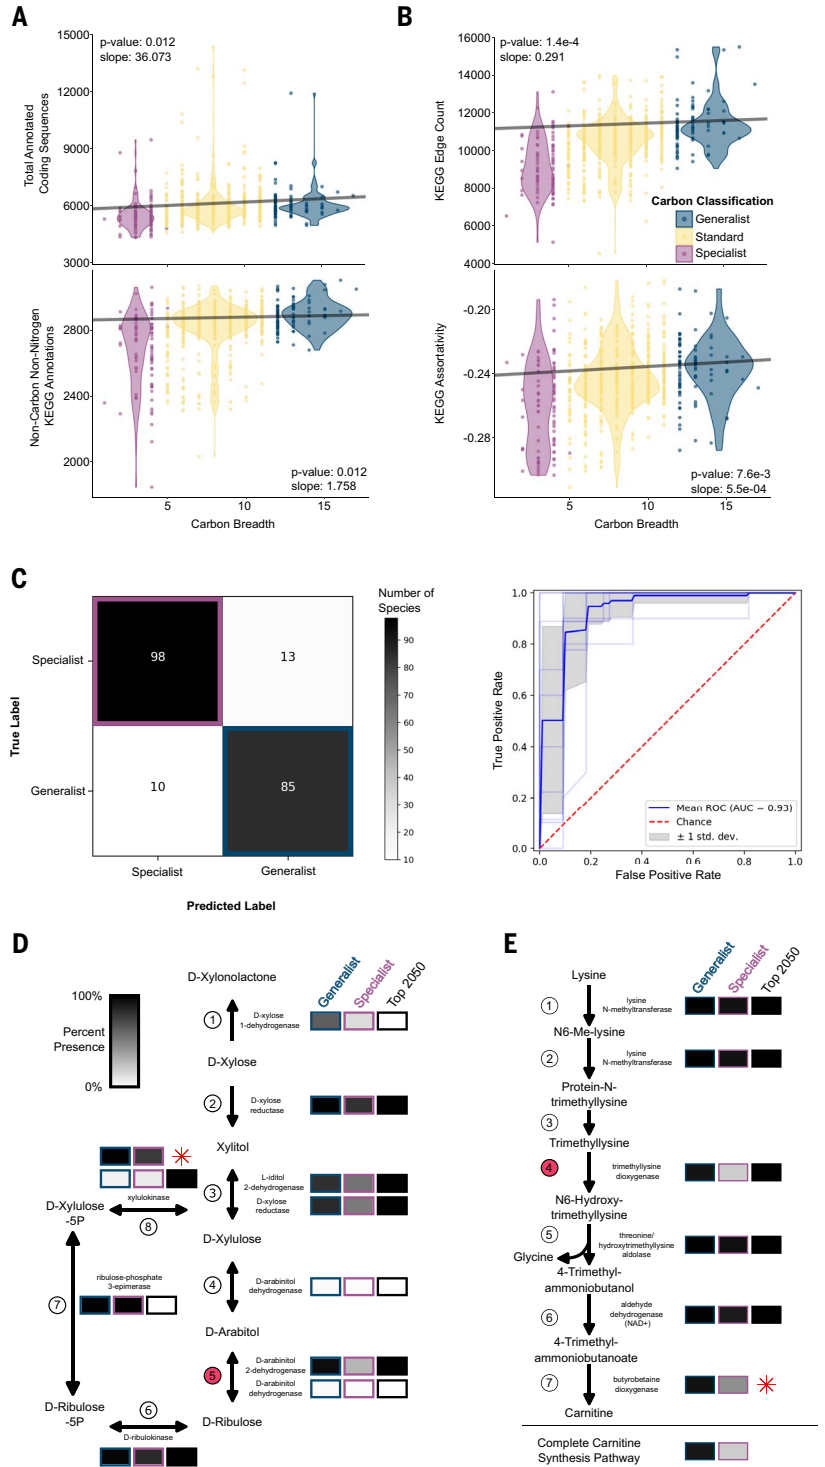 A
15000
12000
9000
6000
3000
Total Annotated
Coding Sequences
p-value: 0.012
slope: 36.073
2800
2400
2000
Non-Carbon Non-Nitrogen
KEGG Annotations
p-value: 0.012
slope: 1.758
5
10
15
Carbon Breadth
B
16000
14000
12000
10000
8000
6000
4000
KEGG Edge Count
p-value: 1.4e-4
slope: 0.291
Carbon Classification
Generalist
Standard
Specialist
-0.20
-0.24
-0.28
KEGG Assortativity
p-value: 7.6e-3
slope: 5.5e-04
5
10
15
Carbon Breadth
C
True Label
Specialist
Generalist
98
13
10
85
Specialist
Generalist
Predicted Label
Number of
Species
90
80
70
60
50
40
30
20
10
True Positive Rate
1.0
0.8
0.6
0.4
0.2
0.0
Mean ROC (AUC = 0.93)
Chance
± 1 std. dev.
0.0
0.2
0.4
0.6
0.8
1.0
False Positive Rate
D
100%
Percent
Presence
0%
Generalist
Specialist
Top 2050
D-Xylonolactone
1
D-xylose
1-dehydrogenase
D-Xylose
2
D-xylose
reductase
Xylitol
3
L-iditol
2-dehydrogenase
D-xylose
reductase
D-Xylulose
4
D-arabinitol
dehydrogenase
D-Arabitol
5
D-arabinitol
2-dehydrogenase
D-arabinitol
dehydrogenase
D-Ribulose
6
D-ribulokinase
D-Ribulose
-5P
7
ribulose-phosphate
3-epimerase
D-Xylulose
-5P
xylulokinase
8
E
Generalist
Specialist
Top 2050
Lysine
1
lysine
N-methyltransferase
N6-Me-lysine
2
lysine
N-methyltransferase
Protein-N-
trimethyllysine
3
Trimethyllysine
4
trimethyllysine
dioxygenase
N6-Hydroxy-
trimethyllysine
5
threonine/
hydroxytrimethyllysine
aldolase
Glycine
4-Trimethyl-
ammoniobutanol
6
aldehyde
dehydrogenase
(NAD+)
4-Trimethyl-
ammoniobutanoate
7
butyrobetaine
dioxygenase
Carnitine
Complete Carnitine
Synthesis Pathway